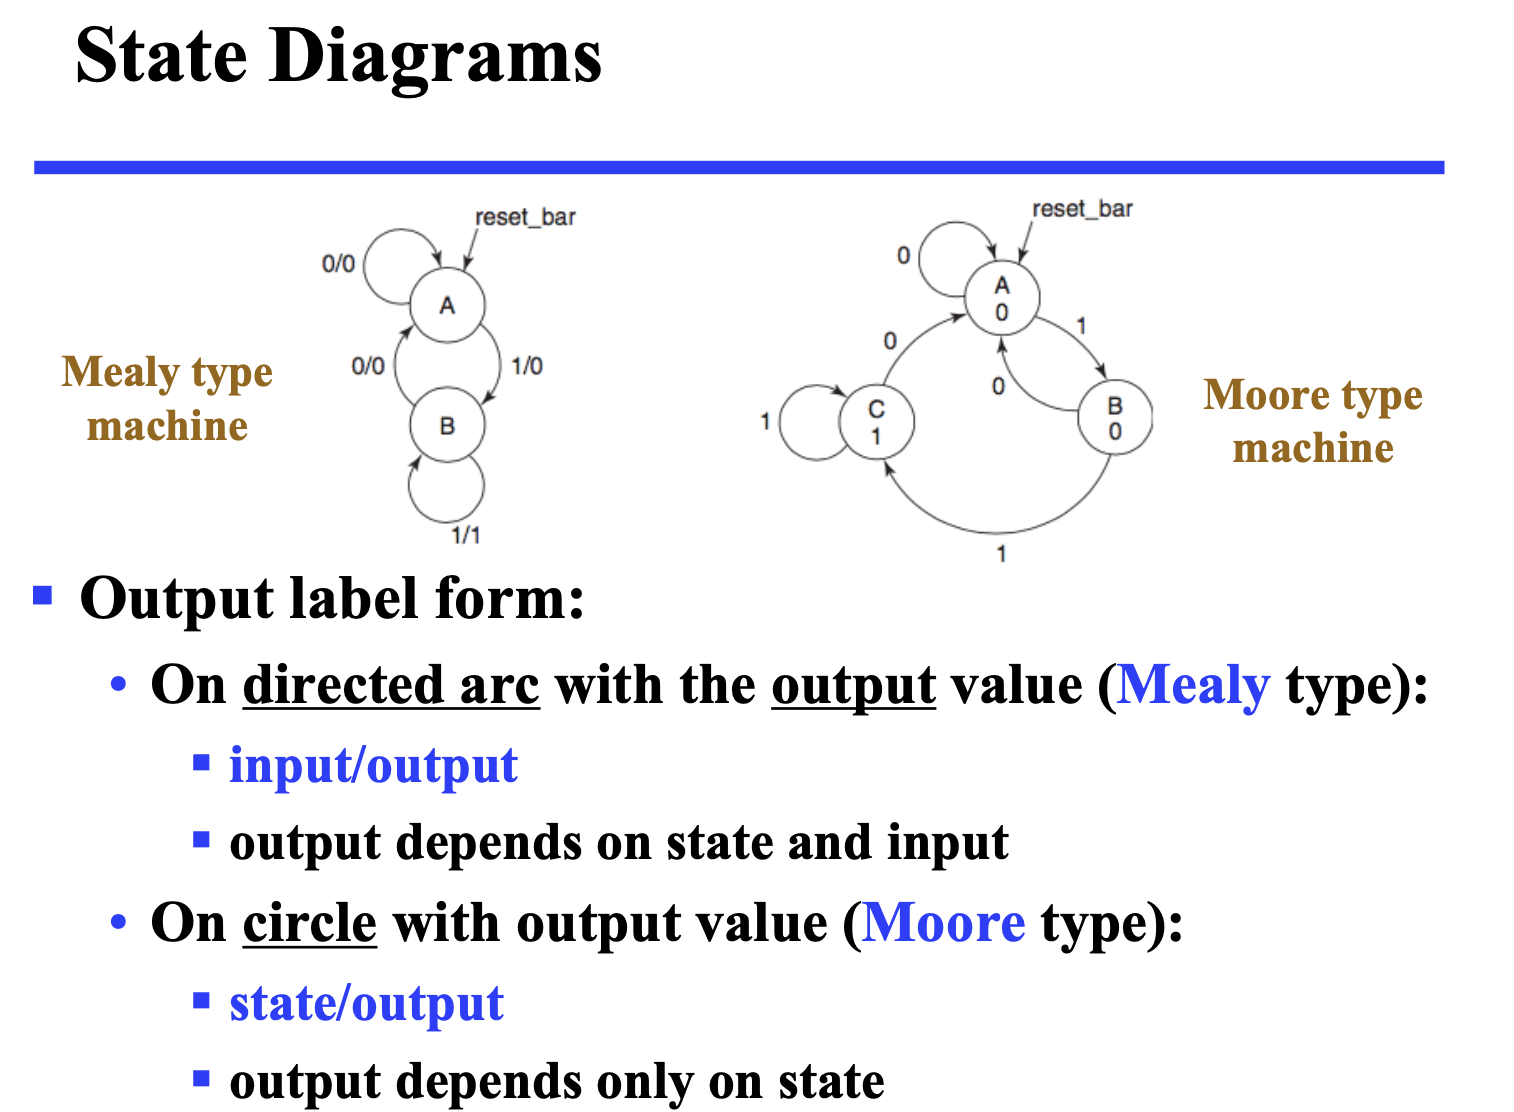 State Diagrams
reset_bar
0/0
A
0/0
1/0
B
1/1
Mealy type
machine
reset_bar
0
A
0
1
0
0
C
1
1
B
0
1
Moore type
machine
Output label form:
On directed arc with the output value (Mealy type):
input/output
output depends on state and input
On circle with output value (Moore type):
state/output
output depends only on state